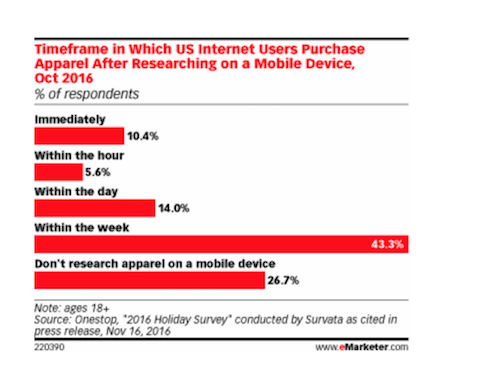 Timeframe in Which US Internet Users Purchase
Apparel After Researching on a Mobile Device,
Oct 2016
% of respondents
Immediately
10.4%
Within the hour
5.6%
Within the day
14.0%
Within the week
43.3%
Don't research apparel on a mobile device
26.7%
Note: ages 18+
Source: Onestop, "2016 Holiday Survey" conducted by Survata as cited in
press release, Nov 16, 2016
220390
www.eMarketer.com